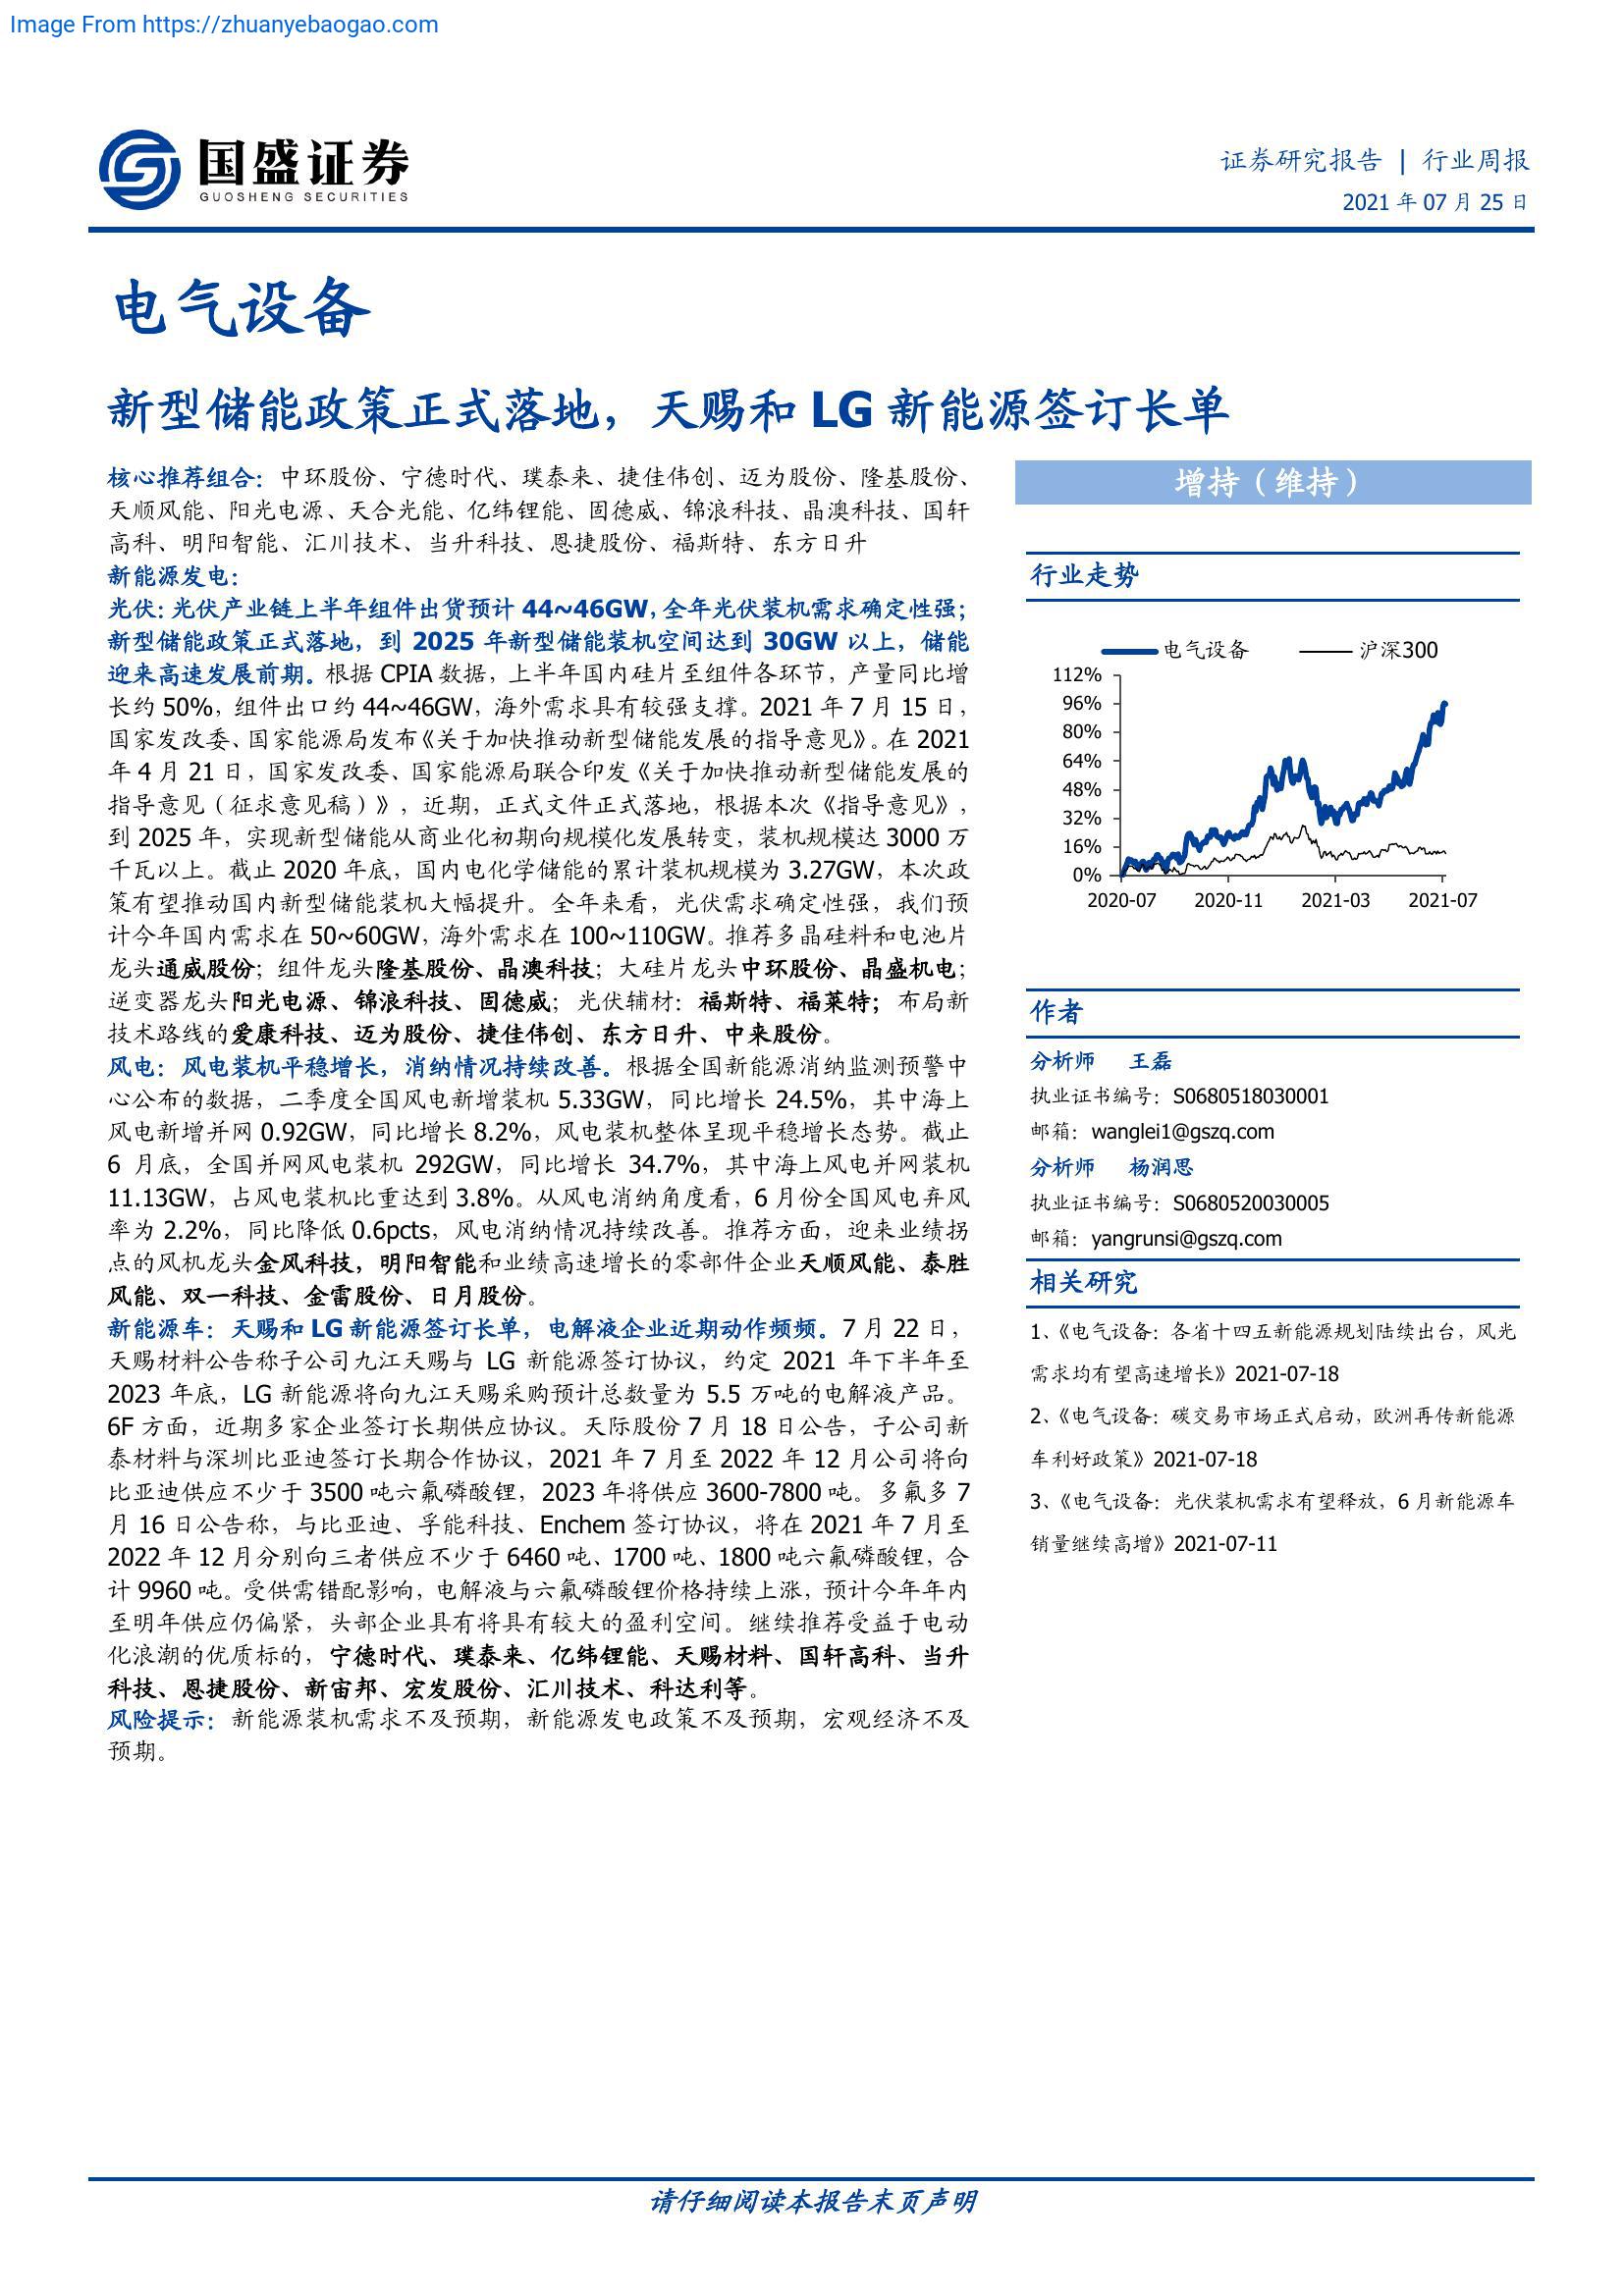 Image From https://zhuanyebaogao.com
国盛证券
GUOSHENG SECURITIES
证券研究报告 | 行业周报
2021 年 07 月 25 日
电气设备
新型储能政策正式落地，天赐和 LG 新能源签订长单
核心推荐组合：中环股份、宁德时代、璞泰来、捷佳伟创、迈为股份、隆基股份、
天顺风能、阳光电源、天合光能、亿纬锂能、固德威、锦浪科技、晶澳科技、国轩
高科、明阳智能、汇川技术、当升科技、恩捷股份、福斯特、东方日升
新能源发电：
光伏：光伏产业链上半年组件出货预计 44~46GW，全年光伏装机需求确定性强；
新型储能政策正式落地，到 2025 年新型储能装机空间达到 30GW 以上，储能
迎来高速发展前期。根据 CPIA 数据，上半年国内硅片至组件各环节，产量同比增
长约 50%，组件出口约 44~46GW，海外需求具有较强支撑。2021 年 7 月 15 日，
国家发改委、国家能源局发布《关于加快推动新型储能发展的指导意见》。在 2021
年 4 月 21 日，国家发改委、国家能源局联合印发《关于加快推动新型储能发展的
指导意见（征求意见稿）》，近期，正式文件正式落地，根据本次《指导意见》，
到 2025 年，实现新型储能从商业化初期向规模化发展转变，装机规模达 3000 万
千瓦以上。截止 2020 年底，国内电化学储能的累计装机规模为 3.27GW，本次政
策有望推动国内新型储能装机大幅提升。全年来看，光伏需求确定性强，我们预
计今年国内需求在 50~60GW，海外需求在 100~110GW。推荐多晶硅料和电池片
龙头通威股份；组件龙头隆基股份、晶澳科技；大硅片龙头中环股份、晶盛机电；
逆变器龙头阳光电源、锦浪科技、固德威；光伏辅材：福斯特、福莱特；布局新
技术路线的爱康科技、迈为股份、捷佳伟创、东方日升、中来股份。
风电：风电装机平稳增长，消纳情况持续改善。根据全国新能源消纳监测预警中
心公布的数据，二季度全国风电新增装机 5.33GW，同比增长 24.5%，其中海上
风电新增并网 0.92GW，同比增长 8.2%，风电装机整体呈现平稳增长态势。截止
6 月底，全国并网风电装机 292GW，同比增长 34.7%，其中海上风电并网装机
11.13GW，占风电装机比重达到 3.8%。从风电消纳角度看，6 月份全国风电弃风
率为 2.2%，同比降低 0.6pcts，风电消纳情况持续改善。推荐方面，迎来业绩拐
点的风机龙头金风科技，明阳智能和业绩高速增长的零部件企业天顺风能、泰胜
风能、双一科技、金雷股份、日月股份。
新能源车：天赐和 LG 新能源签订长单，电解液企业近期动作频频。7 月 22 日，
天赐材料公告称子公司九江天赐与 LG 新能源签订协议，约定 2021 年下半年至
2023 年底，LG 新能源将向九江天赐采购预计总数量为 5.5 万吨的电解液产品。
6F 方面，近期多家企业签订长期供应协议。天际股份 7 月 18 日公告，子公司新
泰材料与深圳比亚迪签订长期合作协议，2021 年 7 月至 2022 年 12 月公司将向
比亚迪供应不少于 3500 吨六氟磷酸锂，2023 年将供应 3600-7800 吨。多氟多 7
月 16 日公告称，与比亚迪、孚能科技、Enchem 签订协议，将在 2021 年 7 月至
2022 年 12 月分别向三者供应不少于 6460 吨、1700 吨、1800 吨六氟磷酸锂，合
计 9960 吨。受供需错配影响，电解液与六氟磷酸锂价格持续上涨，预计今年年内
至明年供应仍偏紧，头部企业具有将具有较大的盈利空间。继续推荐受益于电动
化浪潮的优质标的，宁德时代、璞泰来、亿纬锂能、天赐材料、国轩高科、当升
科技、恩捷股份、新宙邦、宏发股份、汇川技术、科达利等。
风险提示：新能源装机需求不及预期，新能源发电政策不及预期，宏观经济不及
预期。
增持（维持）
行业走势
电气设备 沪深300
112%
96%
80%
64%
48%
32%
16%
0%
2020-07 2020-11 2021-03 2021-07
作者
分析师 王磊
执业证书编号：S0680518030001
邮箱：wanglei1@gszq.com
分析师 杨润思
执业证书编号：S0680520030005
邮箱：yangrunsi@gszq.com
相关研究
1、《电气设备：各省十四五新能源规划陆续出台，风光
需求均有望高速增长》2021-07-18
2、《电气设备：碳交易市场正式启动，欧洲再传新能源
车利好政策》2021-07-18
3、《电气设备：光伏装机需求有望释放，6 月新能源车
销量继续高增》2021-07-11
请仔细阅读本报告末页声明